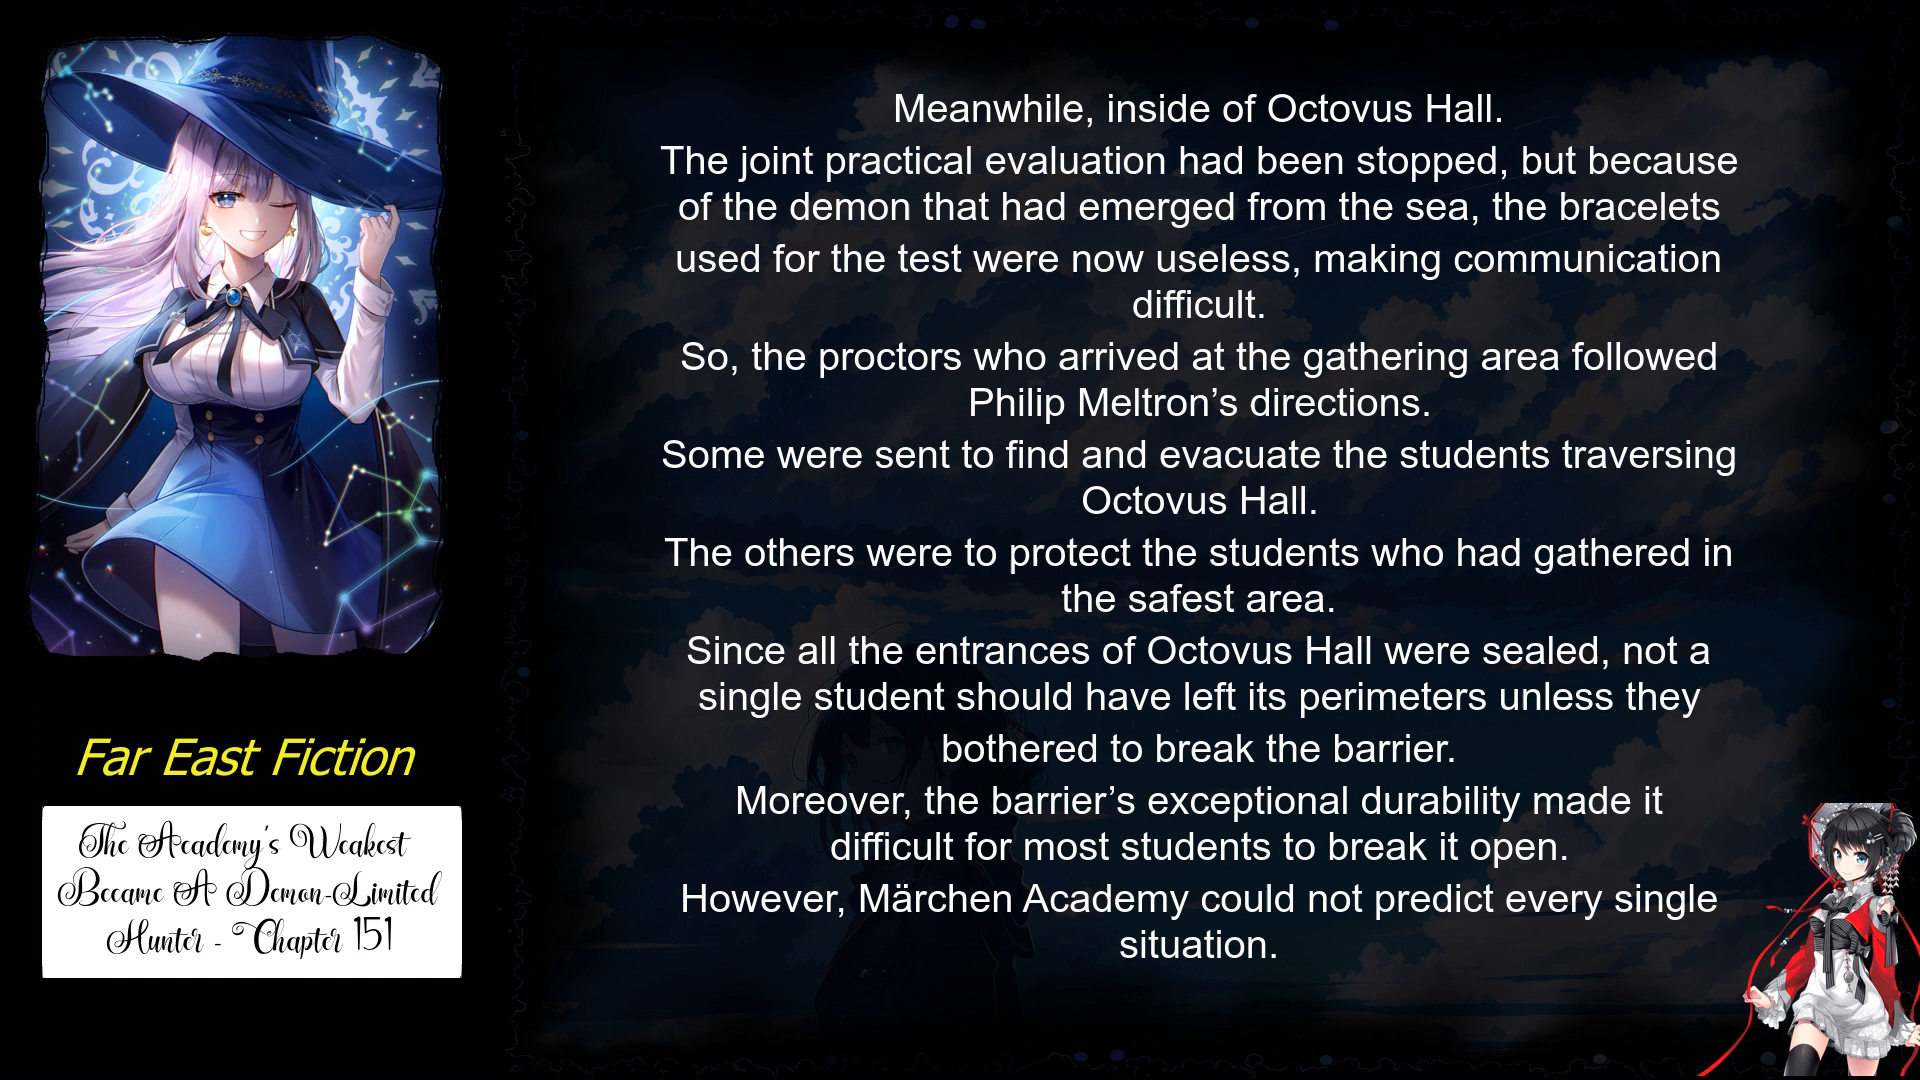 Meanwhile, inside of Octovus Hall.
The joint practical evaluation had been stopped, but because
of the demon that had emerged from the sea, the bracelets
used for the test were now useless, making communication
difficult.
So, the proctors who arrived at the gathering area followed
Philip Meltron’s directions.
Some were sent to find and evacuate the students traversing
Octovus Hall.
The others were to protect the students who had gathered in
the safest area.
Since all the entrances of Octovus Hall were sealed, not a
single student should have left its perimeters unless they
bothered to break the barrier.
Moreover, the barrier’s exceptional durability made it
difficult for most students to break it open.
However, Märchen Academy could not predict every single
situation.
Far East Fiction
The Academy's Weakest
Became A Demon-Limited
Hunter - Chapter 151